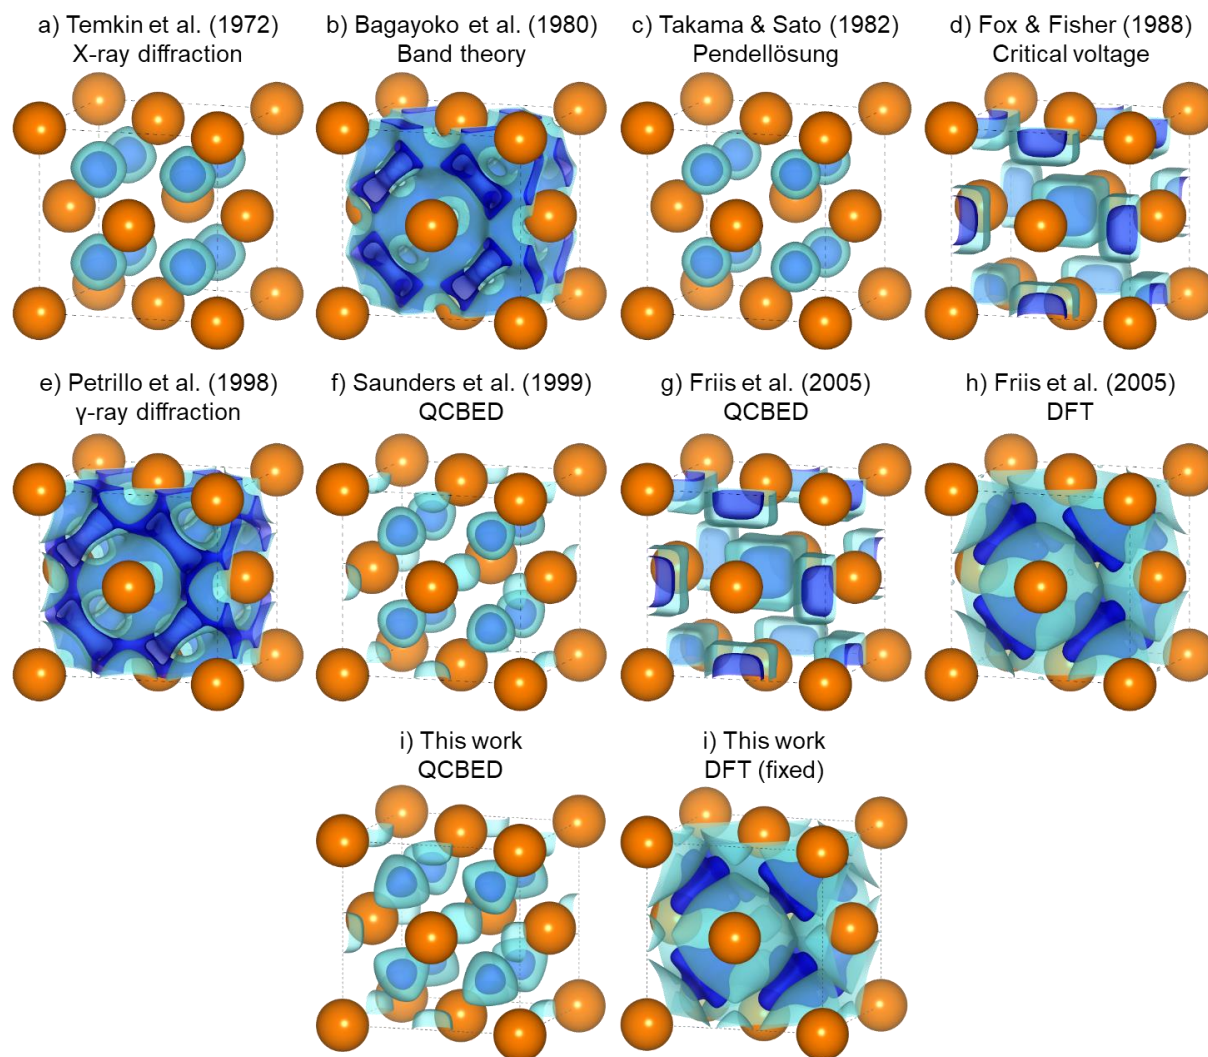 a) Temkin et al. (1972)
X-ray diffraction
b) Bagayoko et al. (1980)
Band theory
c) Takama & Sato (1982)
Pendellösung
d) Fox & Fisher (1988)
Critical voltage
e) Petrillo et al. (1998)
γ-ray diffraction
f) Saunders et al. (1999)
QCBED
g) Friis et al. (2005)
QCBED
h) Friis et al. (2005)
DFT
i) This work
QCBED
i) This work
DFT (fixed)